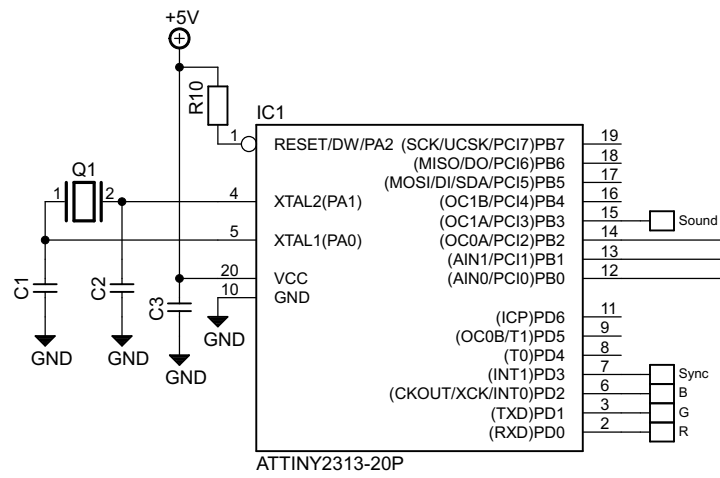 +5V
R10
IC1
1 RESET/DW/PA2 (SCK/UCSK/PCI7)PB7 19
(MISO/DO/PCI6)PB6 18
Q1
(MOSI/DI/SDA/PCI5)PB5 17
1 2 4 XTAL2(PA1) (OC1B/PCI4)PB4 16
(OC1A/PCI3)PB3 15 Sound
5 XTAL1(PA0) (OC0A/PCI2)PB2 14
(AIN1/PCI1)PB1 13
C1 C2 20 VCC (AIN0/PCI0)PB0 12
C3 10 GND
(ICP)PD6 11
GND (OC0B/T1)PD5 9
GND GND (T0)PD4 8
GND (INT1)PD3 7 Sync
(CKOUT/XCK/INT0)PD2 6 B
(TXD)PD1 3 G
(RXD)PD0 2 R
ATTINY2313-20P